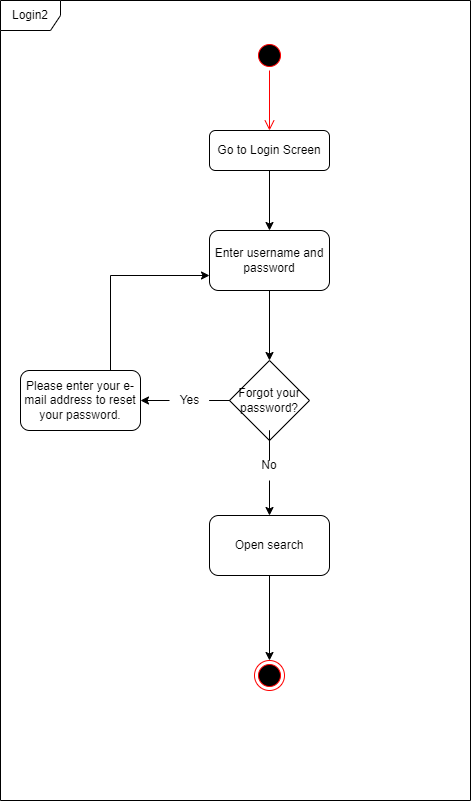 Login2
Go to Login Screen
Enter username and
password
Please enter your e-
mail address to reset
your password.
Yes
Forgot your
password?
No
Open search